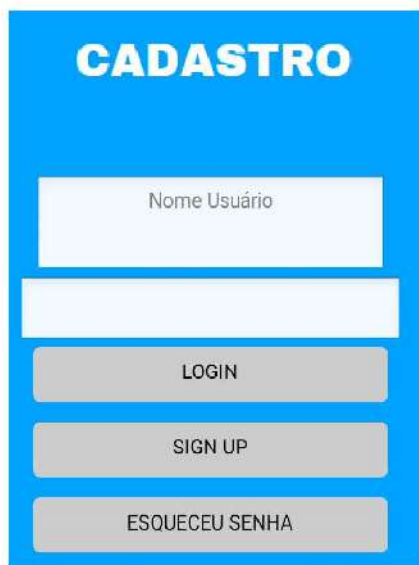 CADASTRO
Nome Usuário
LOGIN
SIGN UP
ESQUECEU SENHA